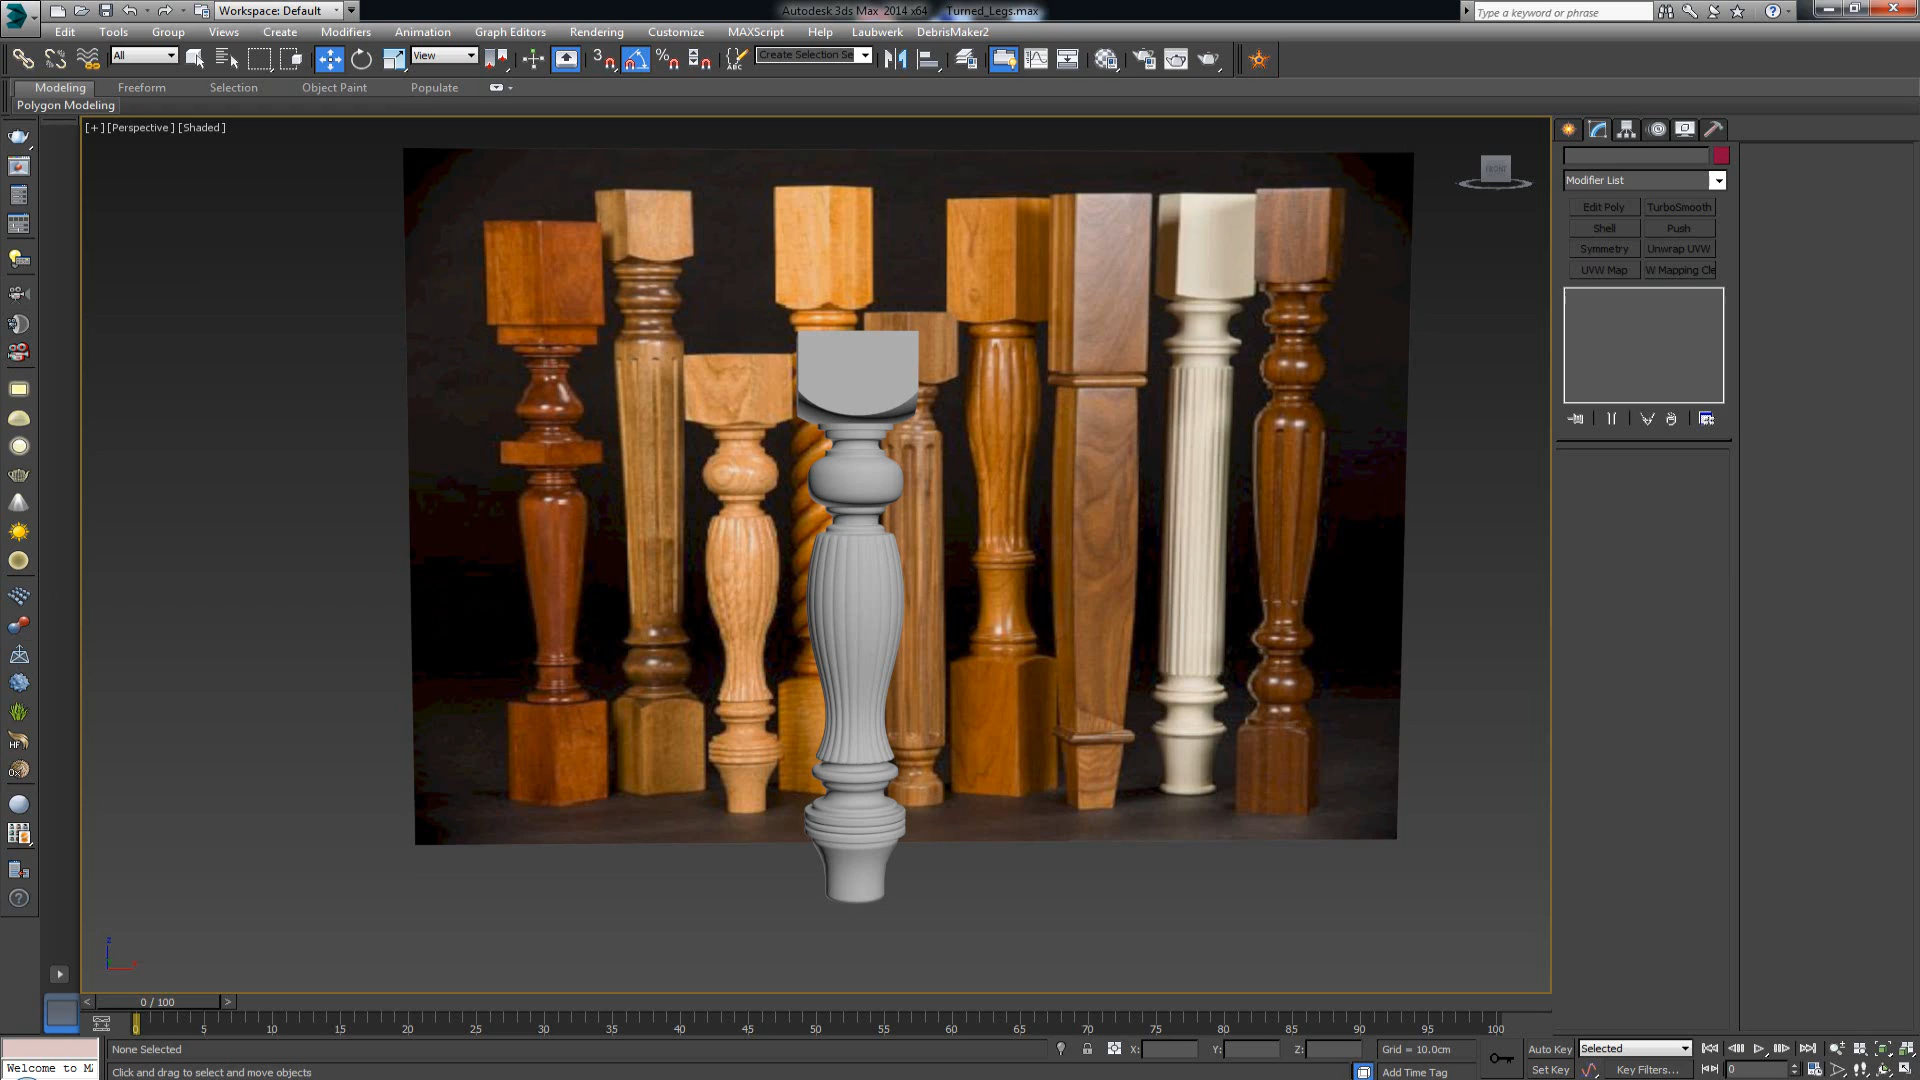 Workspace: Default
Autodesk 3ds Max 2014 x64 Turned_Legs.max
Type a keyword or phrase
Edit Tools Group Views Create Modifiers Animation Graph Editors Rendering Customize MAXScript Help Laubwerk DebrisMaker2
All View 3 Create Selection Se
ABC
Modeling Freeform Selection Object Paint Populate
Polygon Modeling
[+] [Perspective] [Shaded]
FRONT
Modifier List
Edit Poly TurboSmooth
Shell Push
Symmetry Unwrap UVW
UVW Map W Mapping Cle
HF
z
< 0 / 100 >
0 5 10 15 20 25 30 35 40 45 50 55 60 65 70 75 80 85 90 95 100
None Selected X: Y: Z: Grid = 10.0cm Auto Key Selected
Welcome to MA Click and drag to select and move objects Add Time Tag Set Key Key Filters... 0